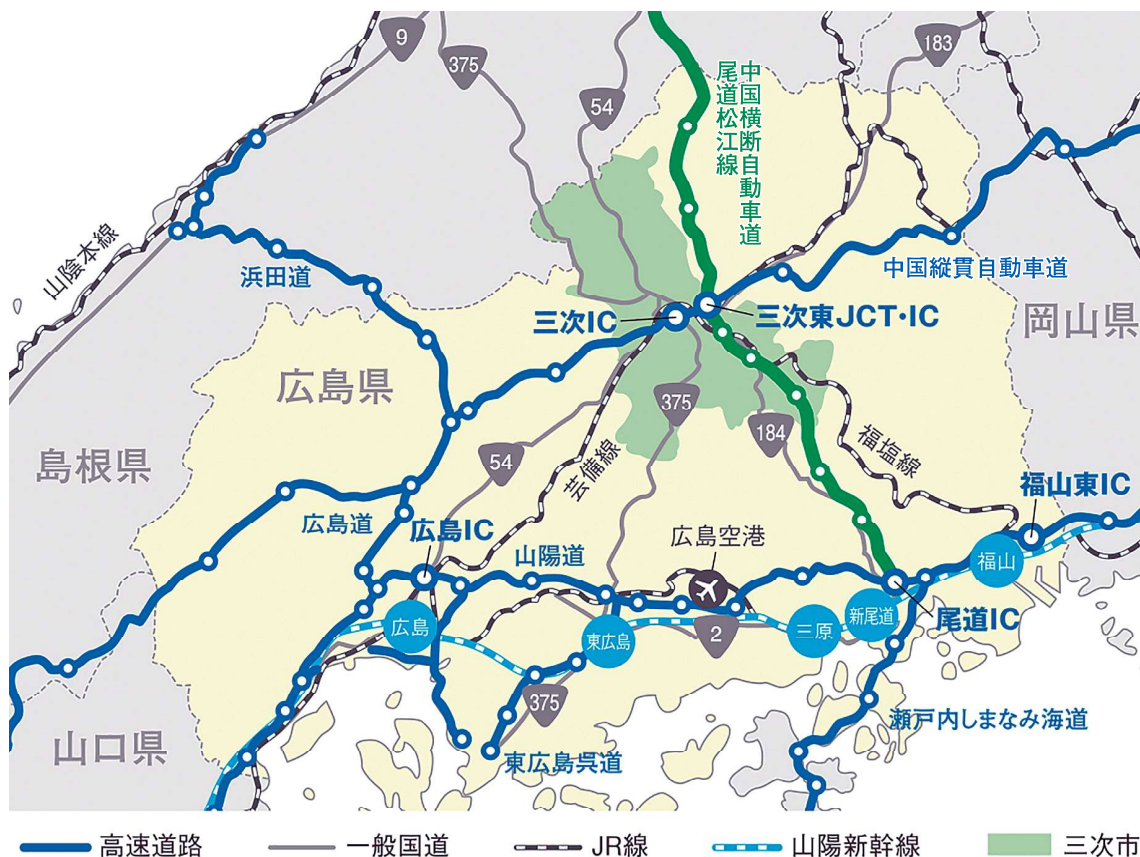 9
375
54
183
中国横断自動車道
尾道松江線
山陰本線
浜田道
中国縦貫自動車道
三次IC
三次東JCT・IC
岡山県
広島県
375
184
島根県
54
芸備線
福塩線
福山東IC
広島道
広島IC
山陽道
広島空港
福山
広島
東広島
2
三原
新尾道
尾道IC
375
山口県
東広島呉道
瀬戸内しまなみ海道
高速道路
一般国道
JR線
山陽新幹線
三次市